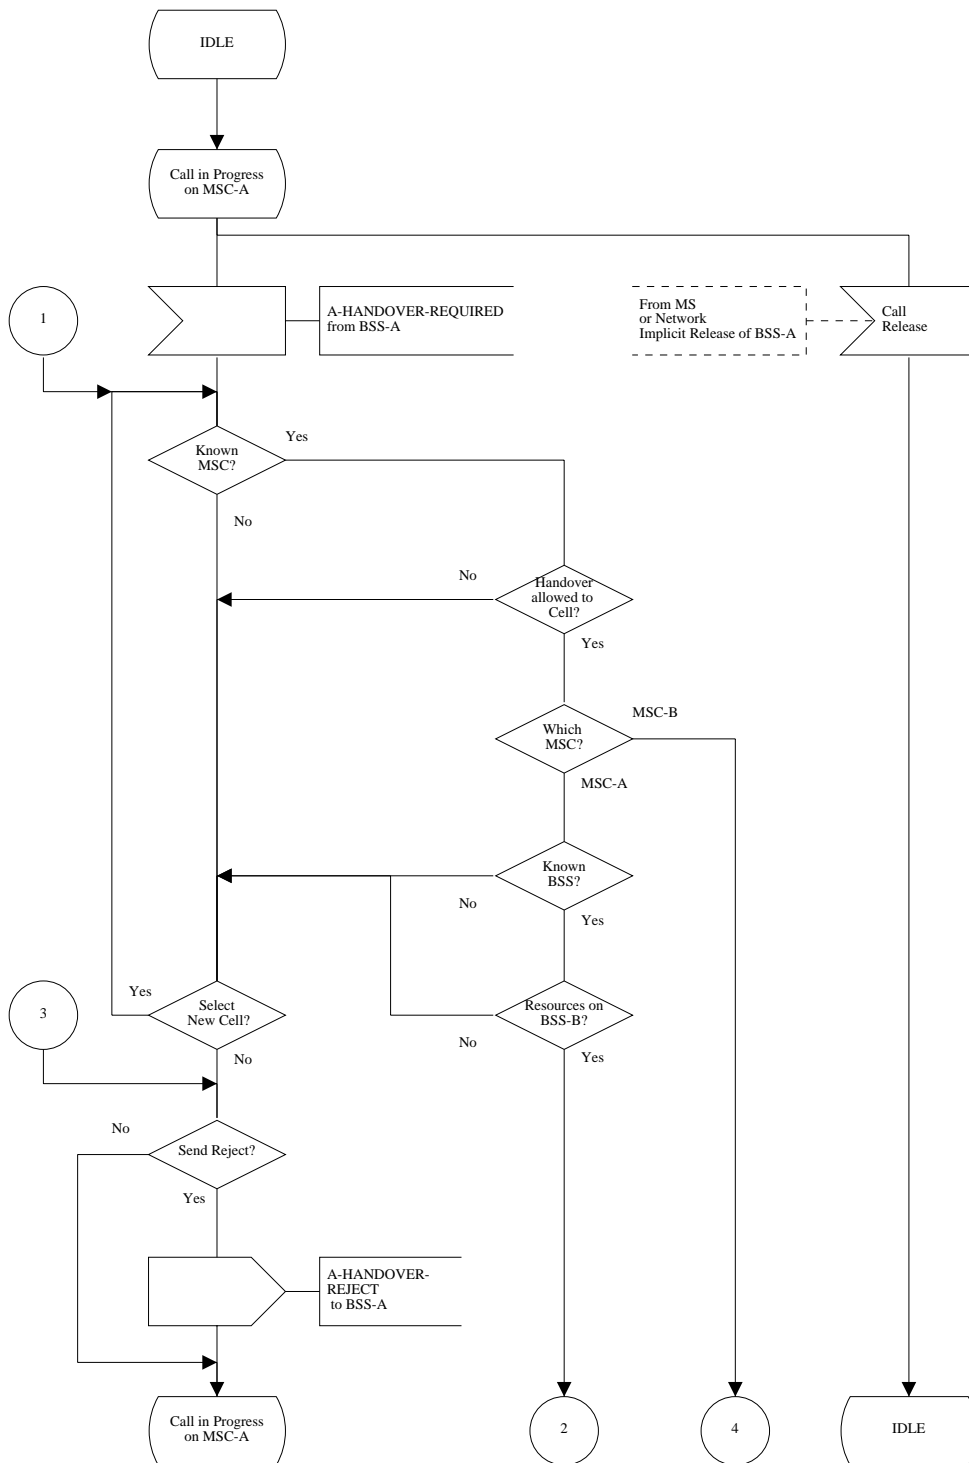 IDLE
Call in Progress
on MSC-A
1
A-HANDOVER-REQUIRED
from BSS-A
From MS
or Network
Implicit Release of BSS-A
Call
Release
Known
MSC?
Yes
No
Handover
allowed to
Cell?
No
Yes
Which
MSC?
MSC-B
MSC-A
Known
BSS?
No
Yes
3
Yes
Select
New Cell?
No
Resources on
BSS-B?
No
Yes
No
Send Reject?
Yes
A-HANDOVER-
REJECT
to BSS-A
Call in Progress
on MSC-A
2
4
IDLE